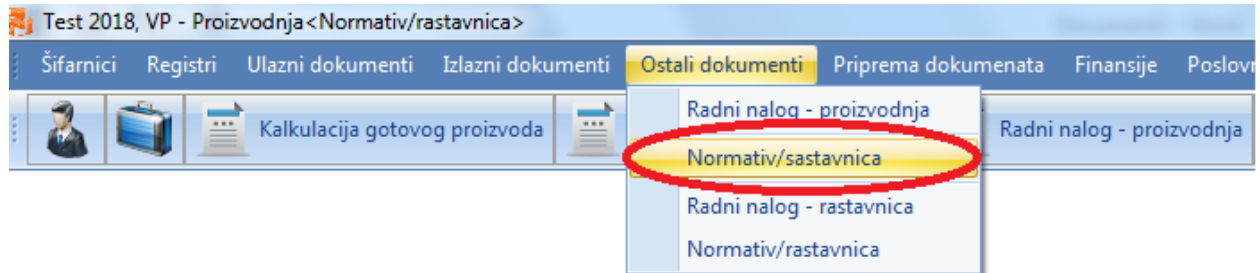 Test 2018, VP - Proizvodnja<Normativ/rastavnica>
Šifarnici Registri Ulazni dokumenti Izlazni dokumenti Ostali dokumenti Priprema dokumenata Finansije Poslovn
Kalkulacija gotovog proizvoda Radni nalog - proizvodnja
Radni nalog - proizvodnja
Normativ/sastavnica
Radni nalog - rastavnica
Normativ/rastavnica